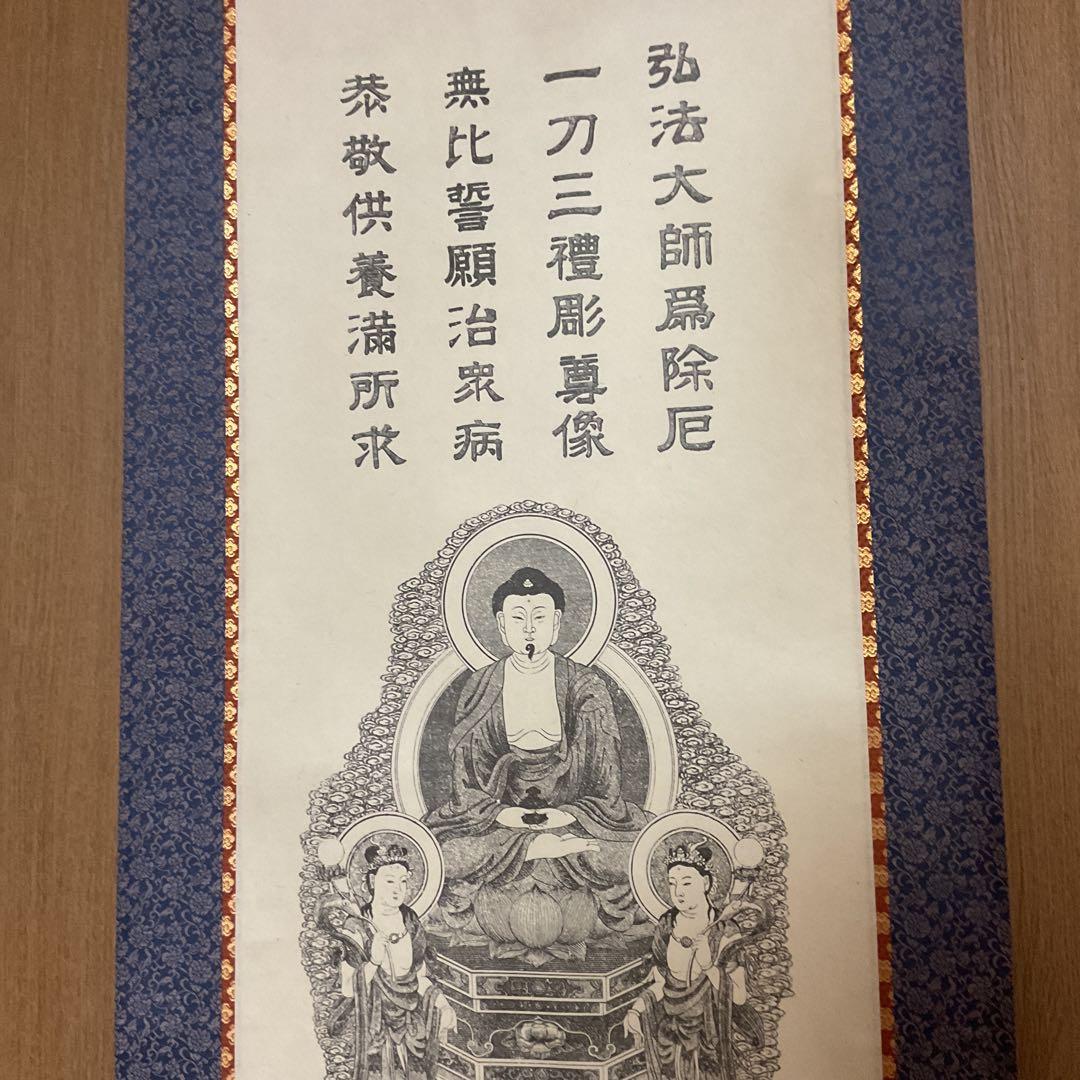 弘法大師爲除厄
一刀三禮彫尊像
無比誓願治衆病
恭敬供養滿所求